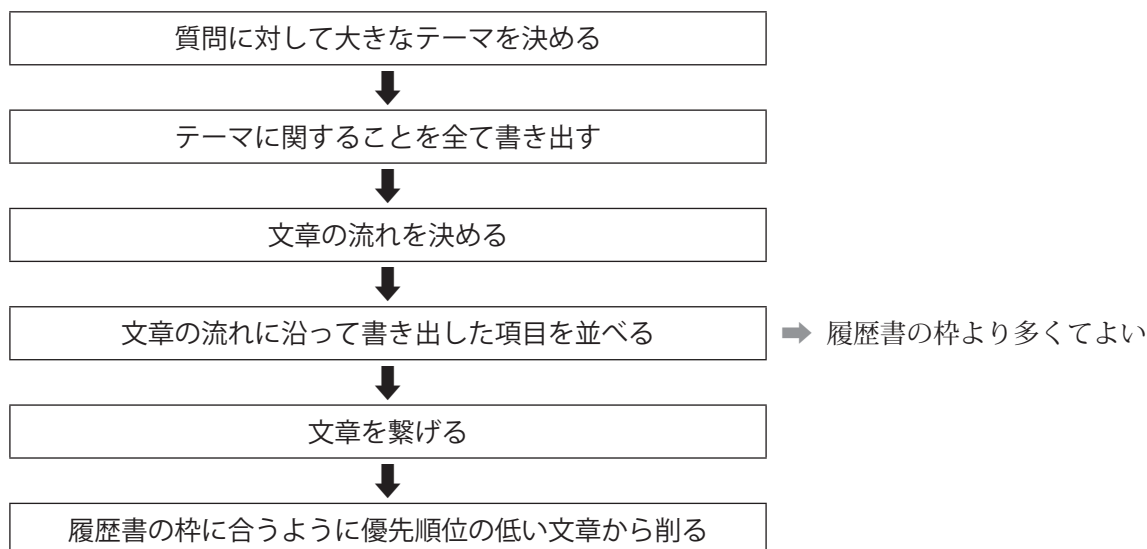 質問に対して大きなテーマを決める
テーマに関することを全て書き出す
文章の流れを決める
文章の流れに沿って書き出した項目を並べる
履歴書の枠より多くてよい
文章を繋げる
履歴書の枠に合うように優先順位の低い文章から削る